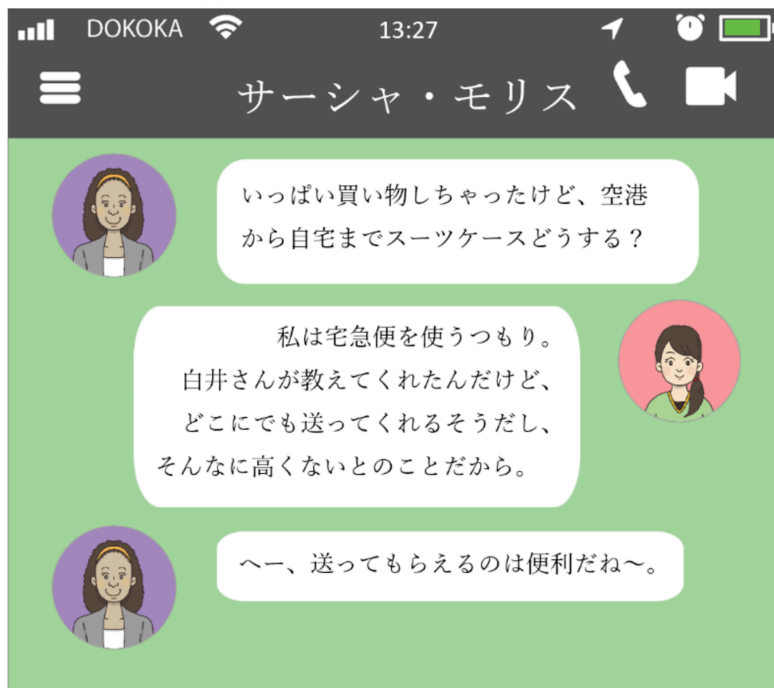 DOKOKA 13:27
サーシャ・モリス
いっぱい買い物しちゃったけど、空港
から自宅までスーツケースどうする？
私は宅急便を使うつもり。
白井さんが教えてくれたんだけど、
どこにでも送ってくれるそうだし、
そんなに高くないとのことだから。
へー、送ってもらえるのは便利だね〜。